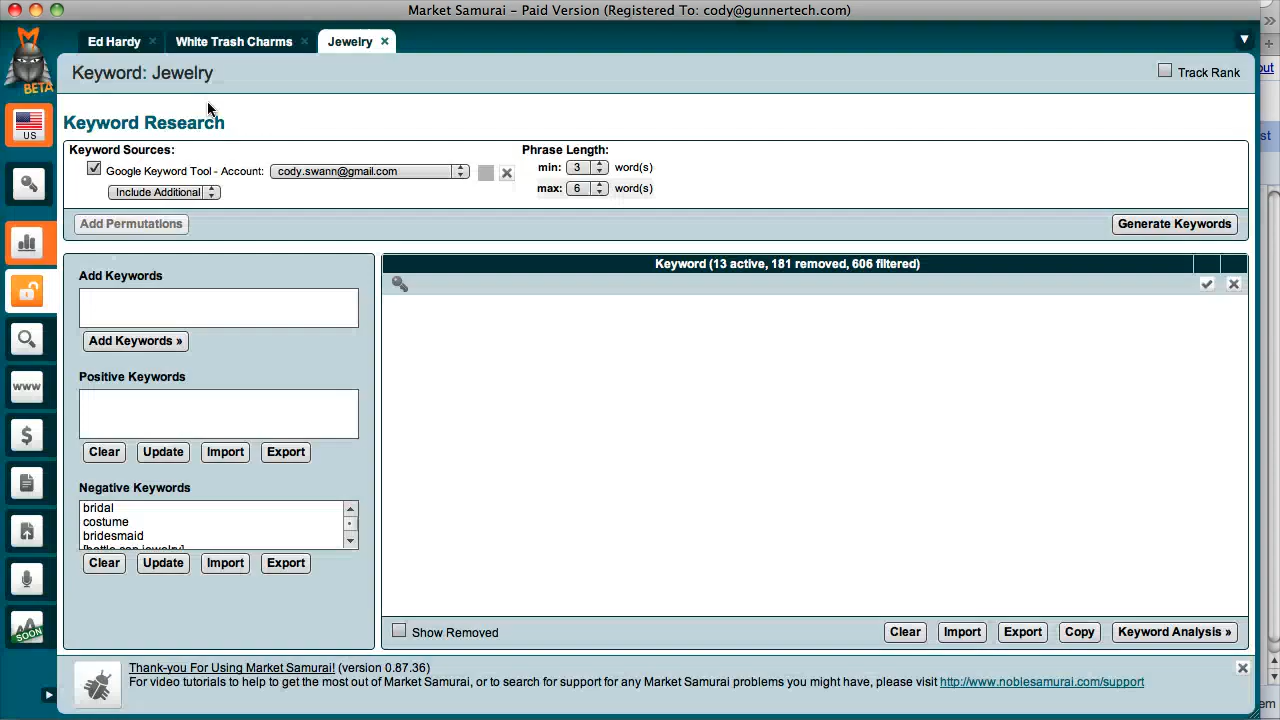 Market Samurai – Paid Version (Registered To: cody@gunnertech.com)
Ed Hardy
White Trash Charms
Jewelry
BETA
Keyword: Jewelry
Track Rank
out
US
Keyword Research
Keyword Sources:
Phrase Length:
Google Keyword Tool - Account:
cody.swann@gmail.com
min:
3
word(s)
Include Additional
max:
6
word(s)
Add Permutations
Generate Keywords
Add Keywords
Keyword (13 active, 181 removed, 606 filtered)
Add Keywords »
Positive Keywords
www
$
Clear
Update
Import
Export
Negative Keywords
bridal
costume
bridesmaid
[bottle cap jewelry]
Clear
Update
Import
Export
SOON
Show Removed
Clear
Import
Export
Copy
Keyword Analysis »
Thank-you For Using Market Samurai! (version 0.87.36)
For video tutorials to help to get the most out of Market Samurai, or to search for support for any Market Samurai problems you might have, please visit http://www.noblesamurai.com/support